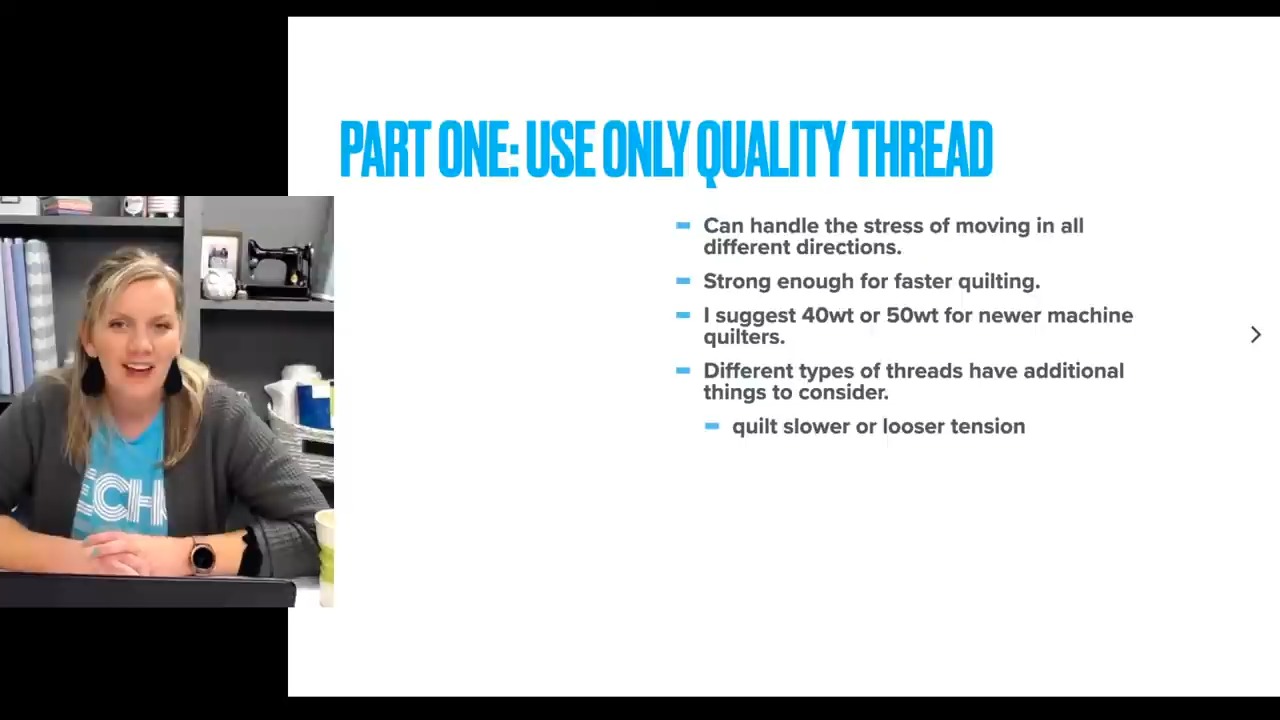 PART ONE: USE ONLY QUALITY THREAD
Can handle the stress of moving in all
different directions.
Strong enough for faster quilting.
I suggest 40wt or 50wt for newer machine
quilters.
Different types of threads have additional
things to consider.
quilt slower or looser tension
ECH